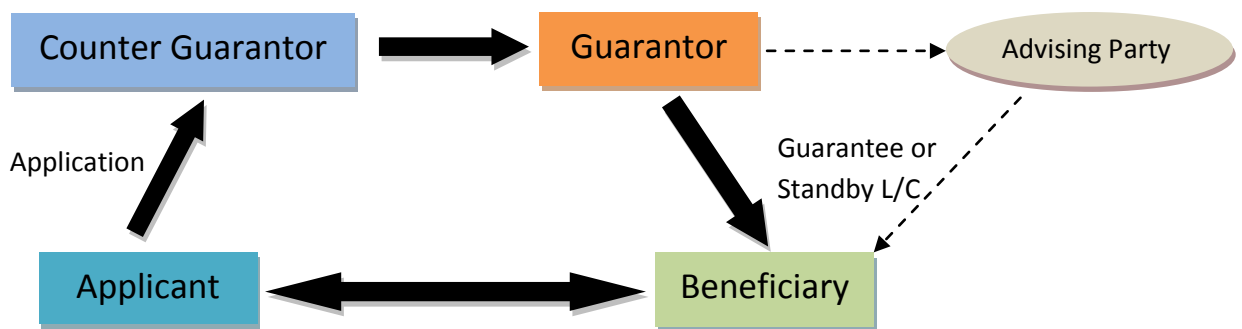 Counter Guarantor
Guarantor
Advising Party
Application
Guarantee or
Standby L/C
Applicant
Beneficiary